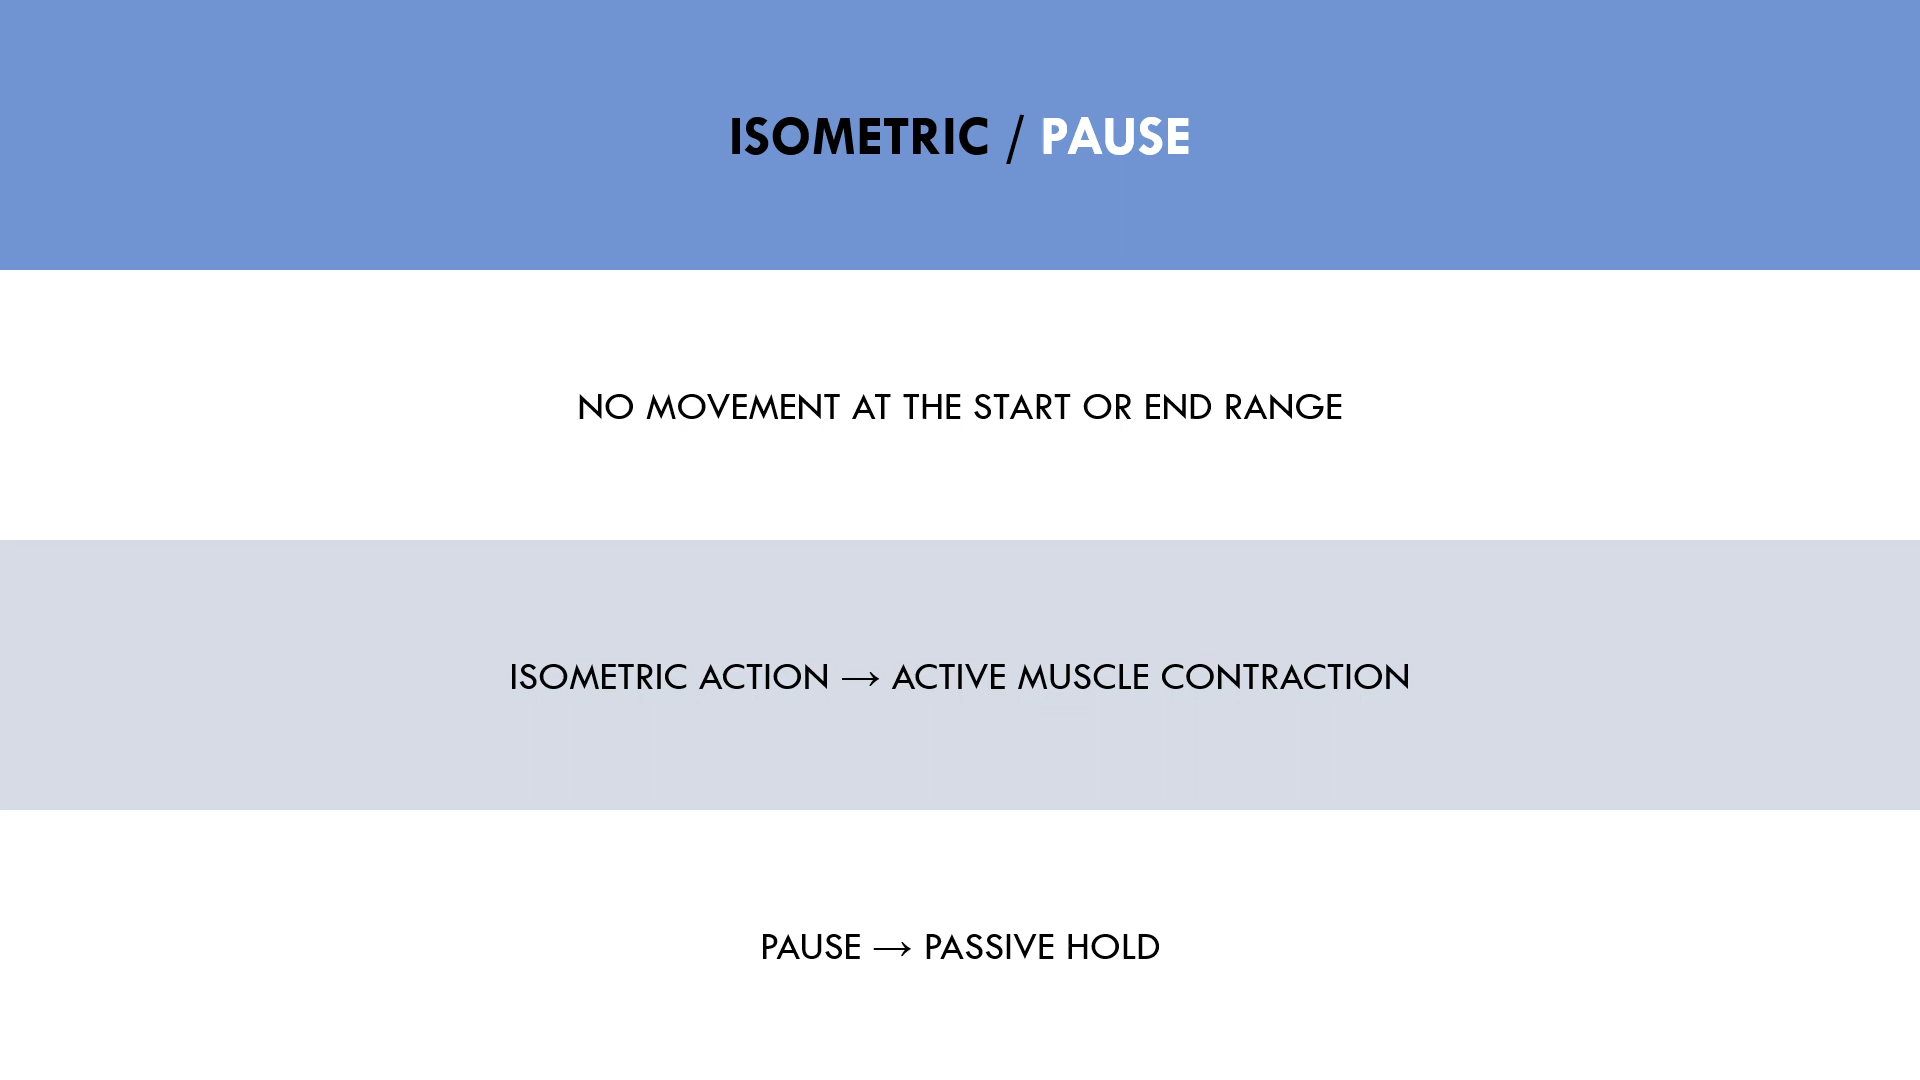 ISOMETRIC / PAUSE
NO MOVEMENT AT THE START OR END RANGE
ISOMETRIC ACTION → ACTIVE MUSCLE CONTRACTION
PAUSE → PASSIVE HOLD